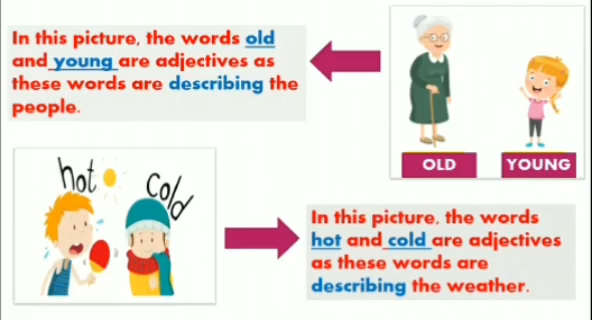 In this picture, the words old
and young are adjectives as
these words are describing the
people.
OLD
YOUNG
hot
cold
In this picture, the words
hot and cold are adjectives
as these words are
describing the weather.